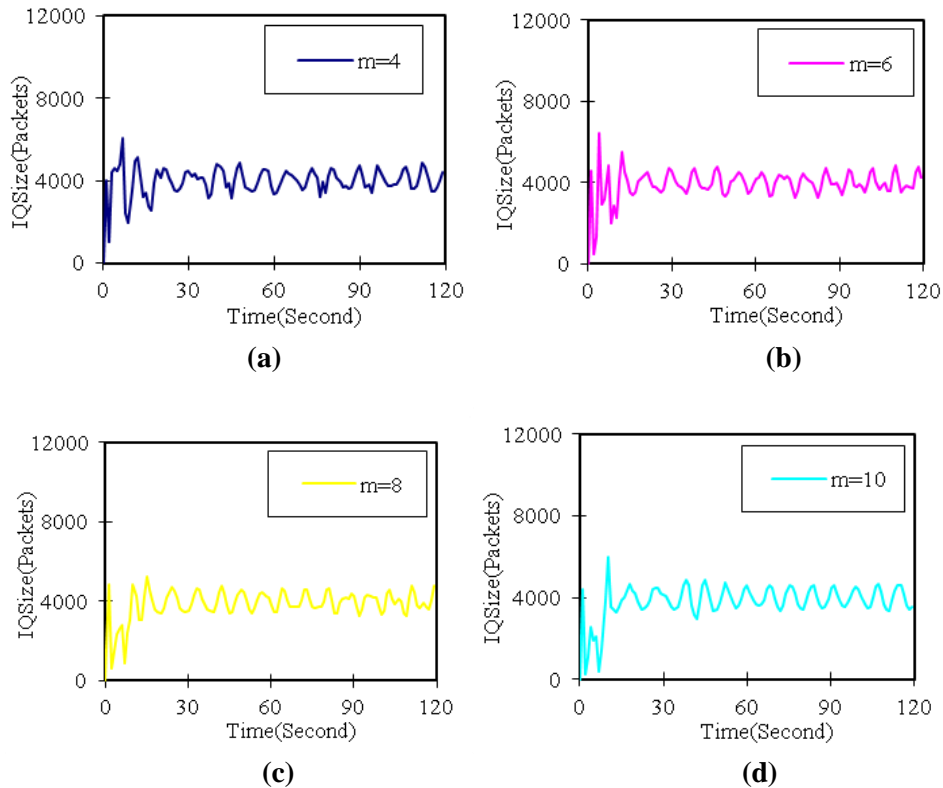 12000
8000
4000
0
IQSize(Packets)
m=4
0 30 60 90 120
Time(Second)
(a)
12000
8000
4000
0
IQSize(Packets)
m=6
0 30 60 90 120
Time(Second)
(b)
12000
8000
4000
0
IQSize(Packets)
m=8
0 30 60 90 120
Time(Second)
(c)
12000
8000
4000
0
IQSize(Packets)
m=10
0 30 60 90 120
Time(Second)
(d)